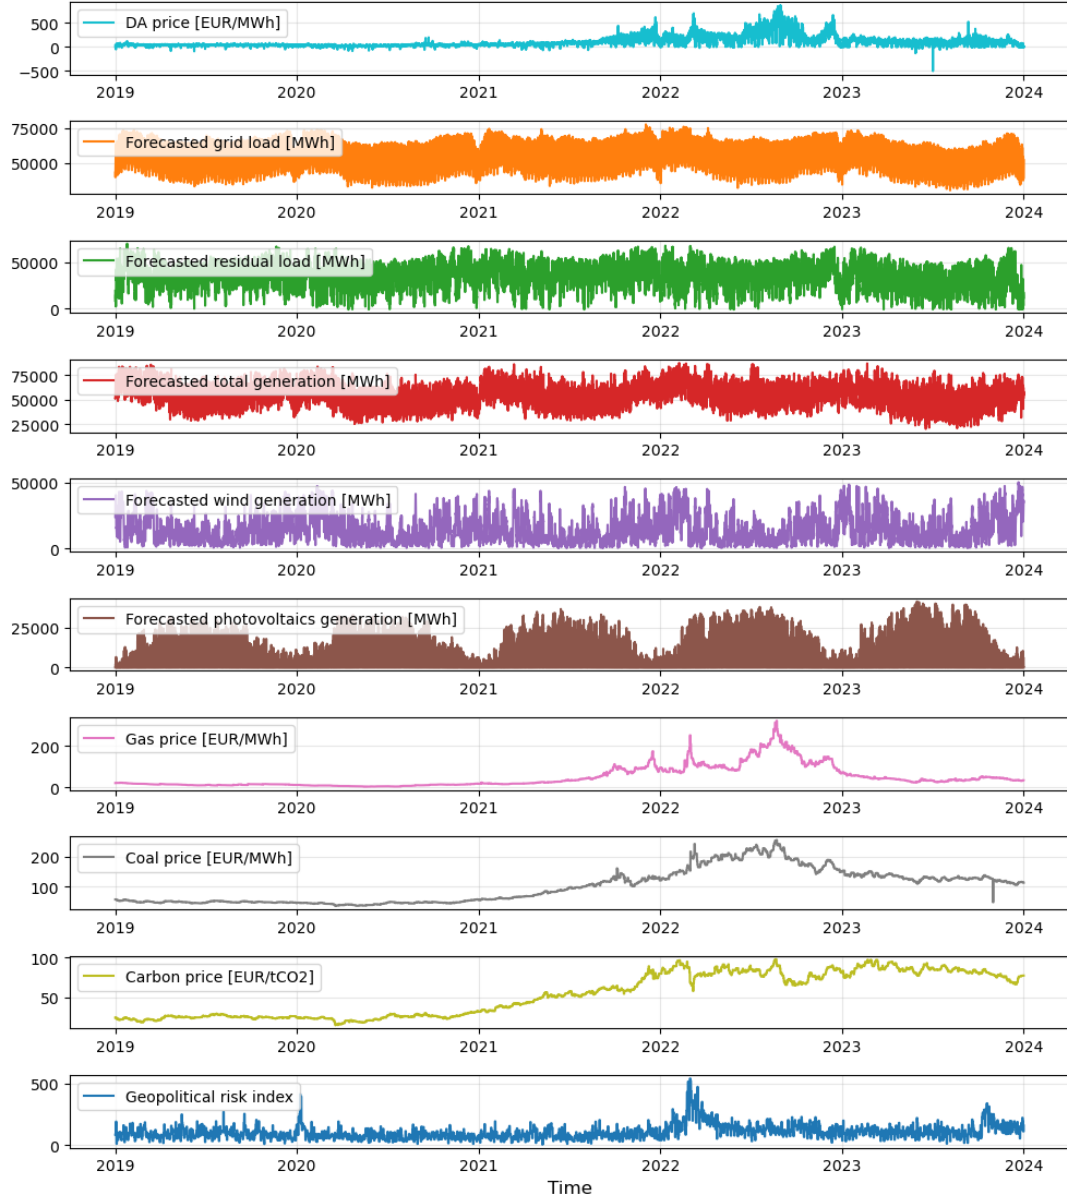 DA price [EUR/MWh]
500
0
−500
2019 2020 2021 2022 2023 2024
Forecasted grid load [MWh]
75000
50000
2019 2020 2021 2022 2023 2024
Forecasted residual load [MWh]
50000
0
2019 2020 2021 2022 2023 2024
Forecasted total generation [MWh]
75000
50000
25000
2019 2020 2021 2022 2023 2024
50000
Forecasted wind generation [MWh]
0
2019 2020 2021 2022 2023 2024
Forecasted photovoltaics generation [MWh]
25000
0
2019 2020 2021 2022 2023 2024
Gas price [EUR/MWh]
200
0
2019 2020 2021 2022 2023 2024
Coal price [EUR/MWh]
200
100
2019 2020 2021 2022 2023 2024
100
Carbon price [EUR/tCO2]
50
2019 2020 2021 2022 2023 2024
500
Geopolitical risk index
0
2019 2020 2021 2022 2023 2024
Time